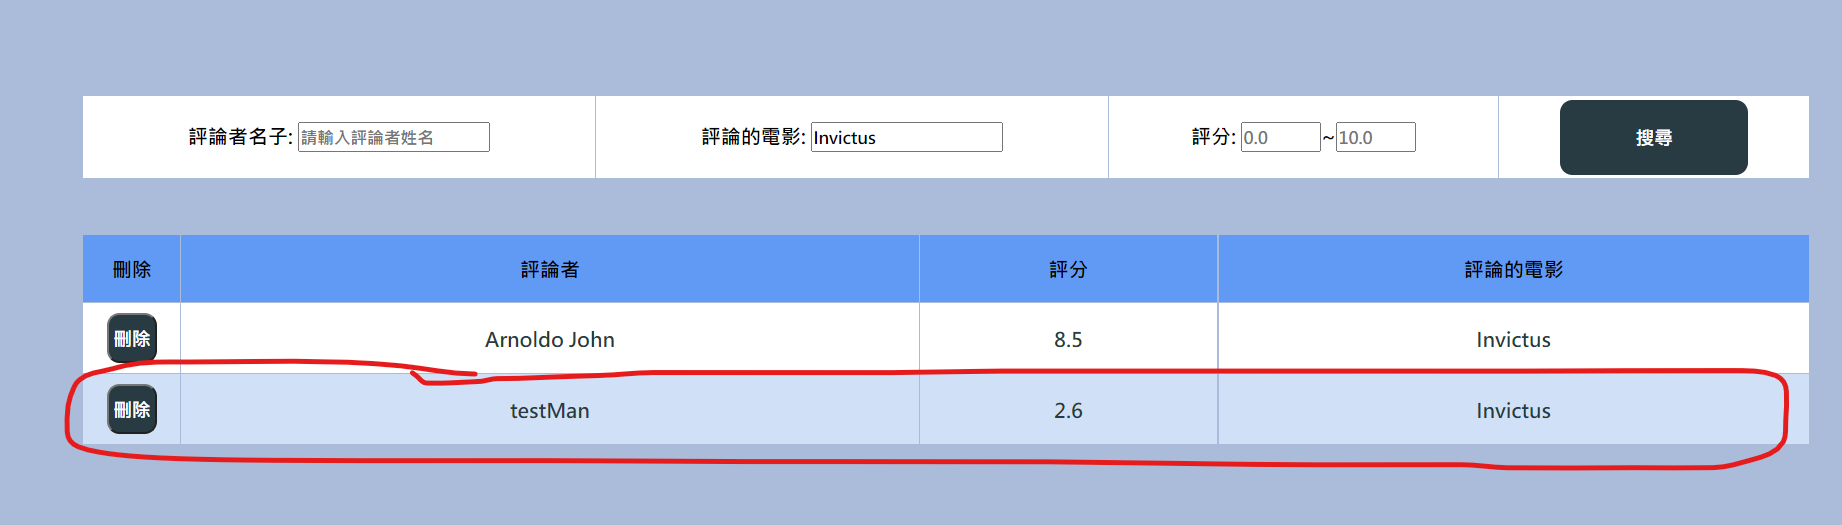 評論者名子: 請輸入評論者姓名 評論的電影: Invictus 評分: 0.0 ~ 10.0 搜尋
刪除 評論者 評分 評論的電影
刪除 Arnoldo John 8.5 Invictus
刪除 testMan 2.6 Invictus